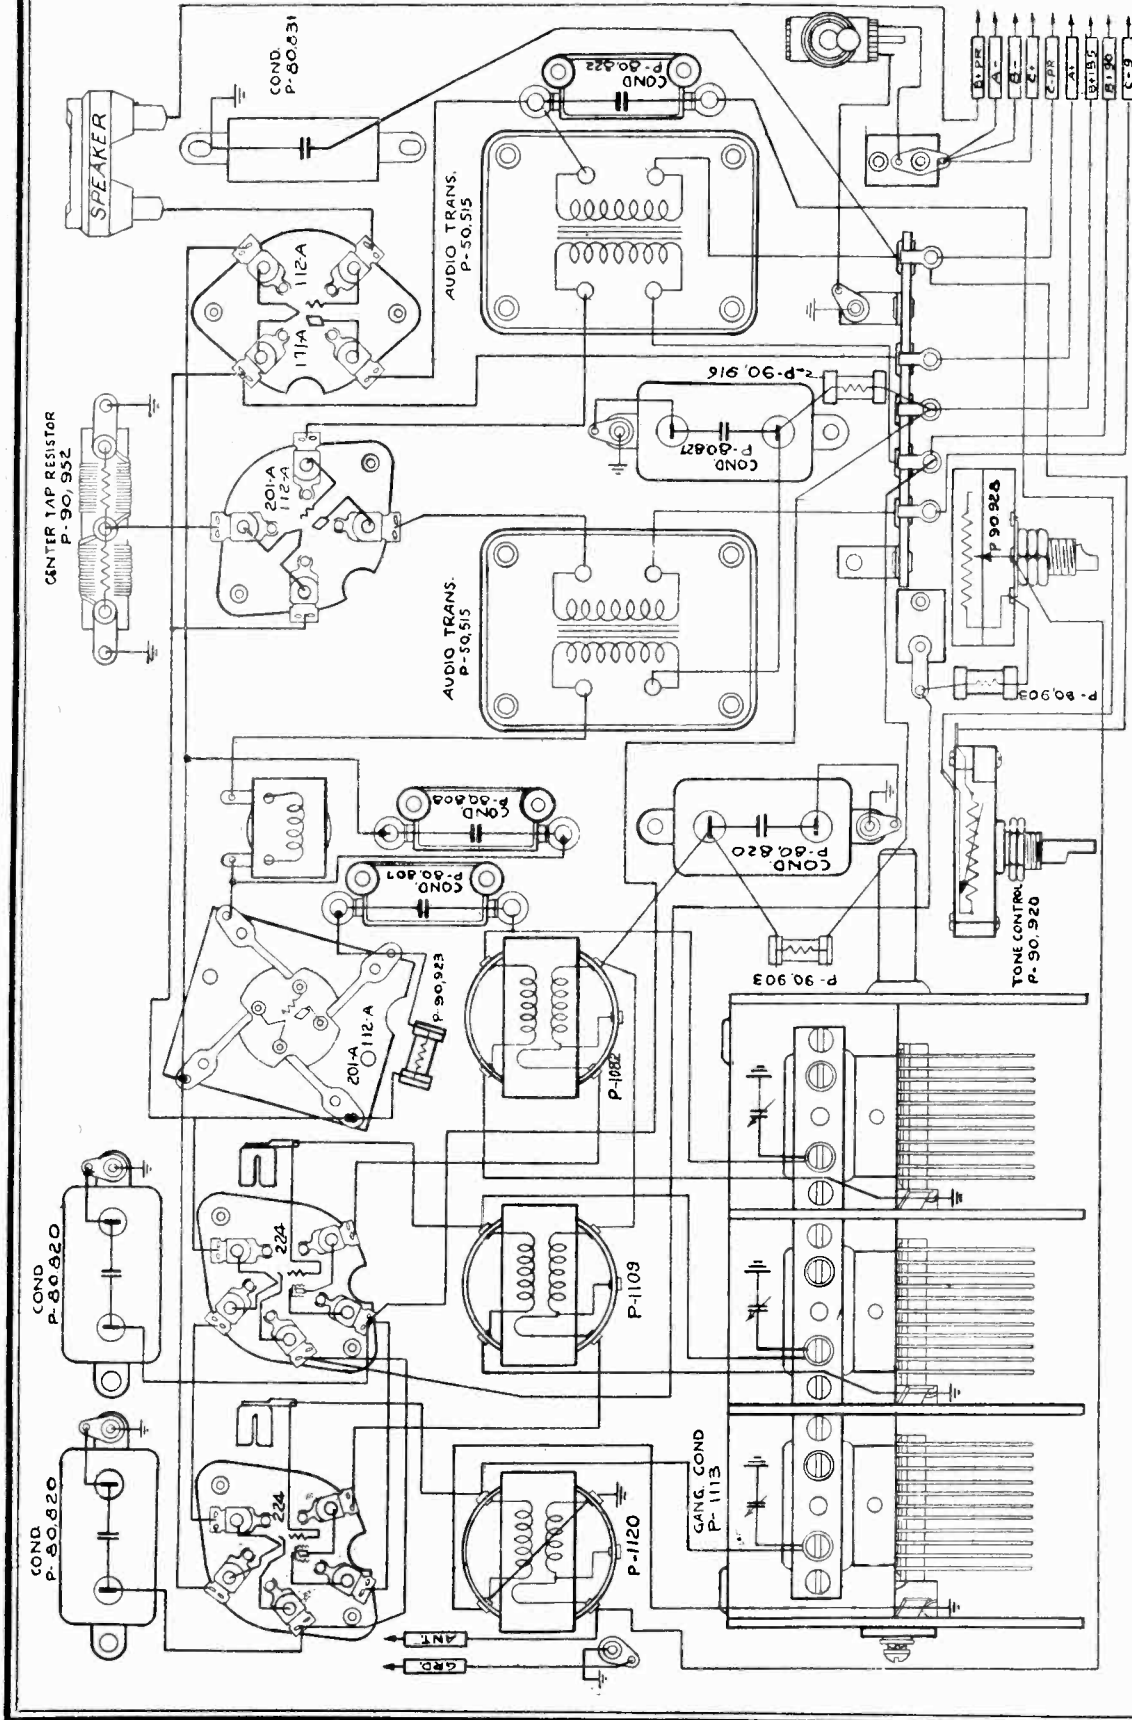 SPEAKER
COND.
P-80,831
COND
P-80,822
B+PR
A-
B-
C+
C-PR
A+
B+135
B+90
C-9
112-A
171-A
AUDIO TRANS.
P-50,515
CENTER TAP RESISTOR
P-90,952
201-A
112-A
P-90,916
COND.
P-80,827
AUDIO TRANS.
P-50,515
P 90928
P-80,903
COND.
P-80,808
COND.
P-80,807
COND.
P-80,820
P-90,903
TONE CONTROL
P-90,920
201-A
112-A
P-90,923
P-1082
COND
P-80,820
224
P-1109
COND
P-80,820
224
P-1120
GANG. COND
P-1113
ANT.
GRD.